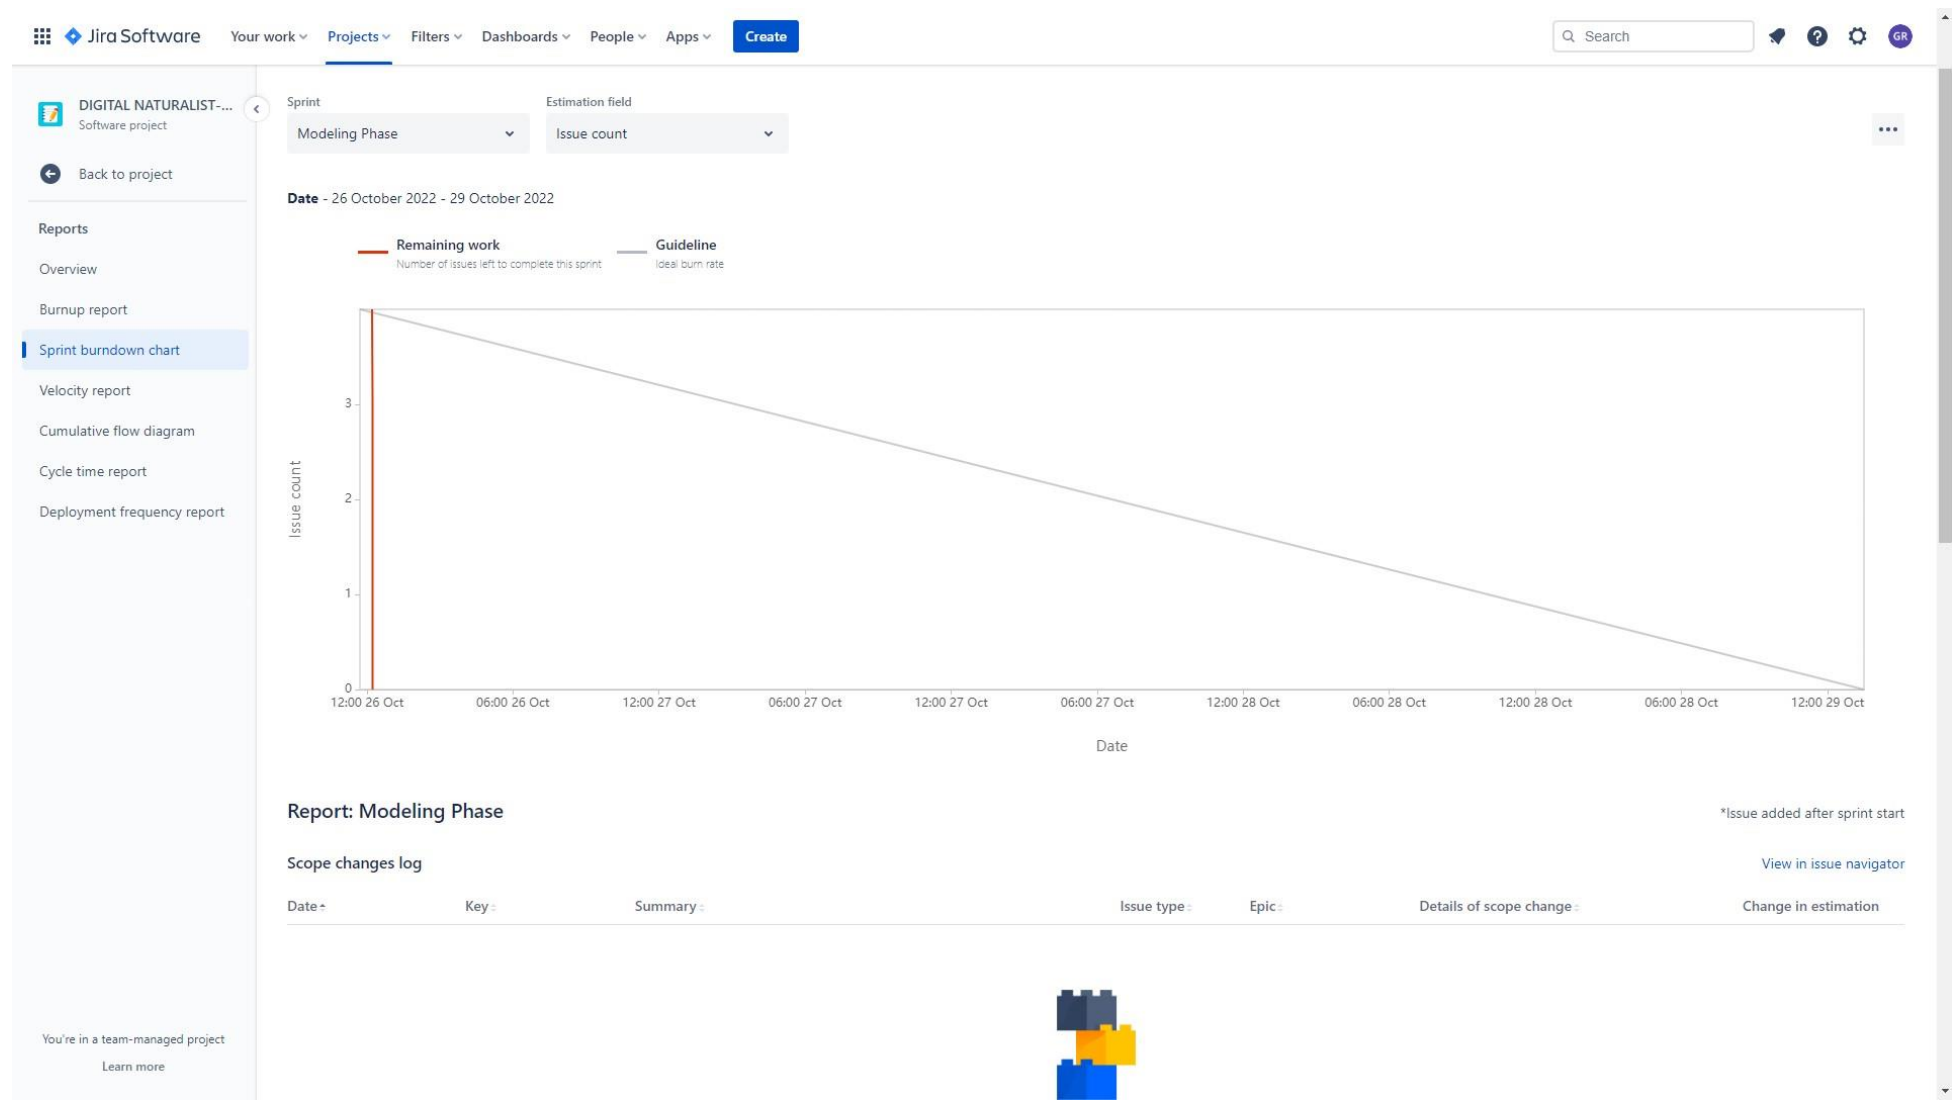 Jira Software Your work Projects Filters Dashboards People Apps Create Search GR
DIGITAL NATURALIST-...
Software project
Back to project
Reports
Overview
Burnup report
Sprint burndown chart
Velocity report
Cumulative flow diagram
Cycle time report
Deployment frequency report
You're in a team-managed project
Learn more
Sprint Estimation field
Modeling Phase Issue count
Date - 26 October 2022 - 29 October 2022
Remaining work Guideline
Number of issues left to complete this sprint Ideal burn rate
3
2
1
0
Issue count
12:00 26 Oct 06:00 26 Oct 12:00 27 Oct 06:00 27 Oct 12:00 27 Oct 06:00 27 Oct 12:00 28 Oct 06:00 28 Oct 12:00 28 Oct 06:00 28 Oct 12:00 29 Oct
Date
Report: Modeling Phase *Issue added after sprint start
Scope changes log View in issue navigator
Date Key Summary Issue type Epic Details of scope change Change in estimation